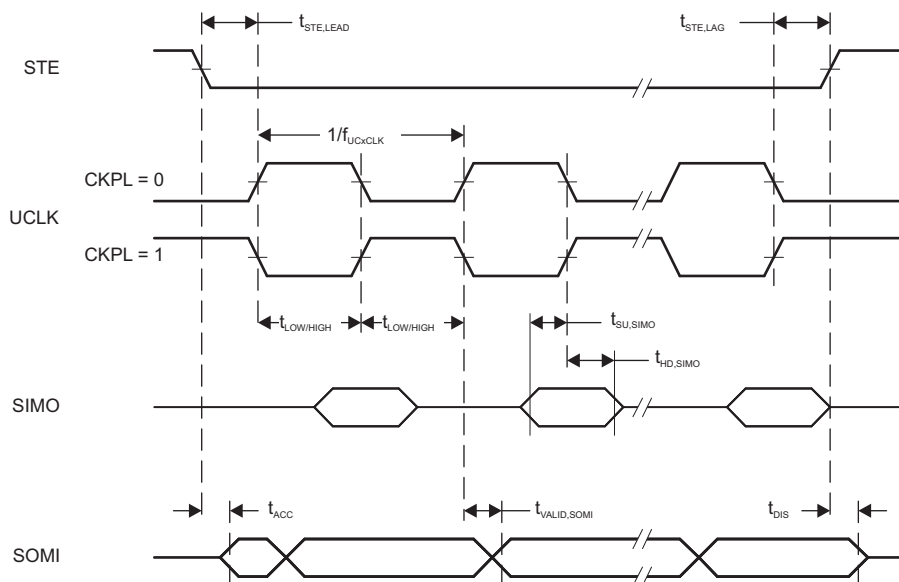 tSTE,LEAD
tSTE,LAG
STE
1/fUCxCLK
CKPL = 0
UCLK
CKPL = 1
tLOW/HIGH tLOW/HIGH
tSU,SIMO
tHD,SIMO
SIMO
tACC
tVALID,SOMI
tDIS
SOMI